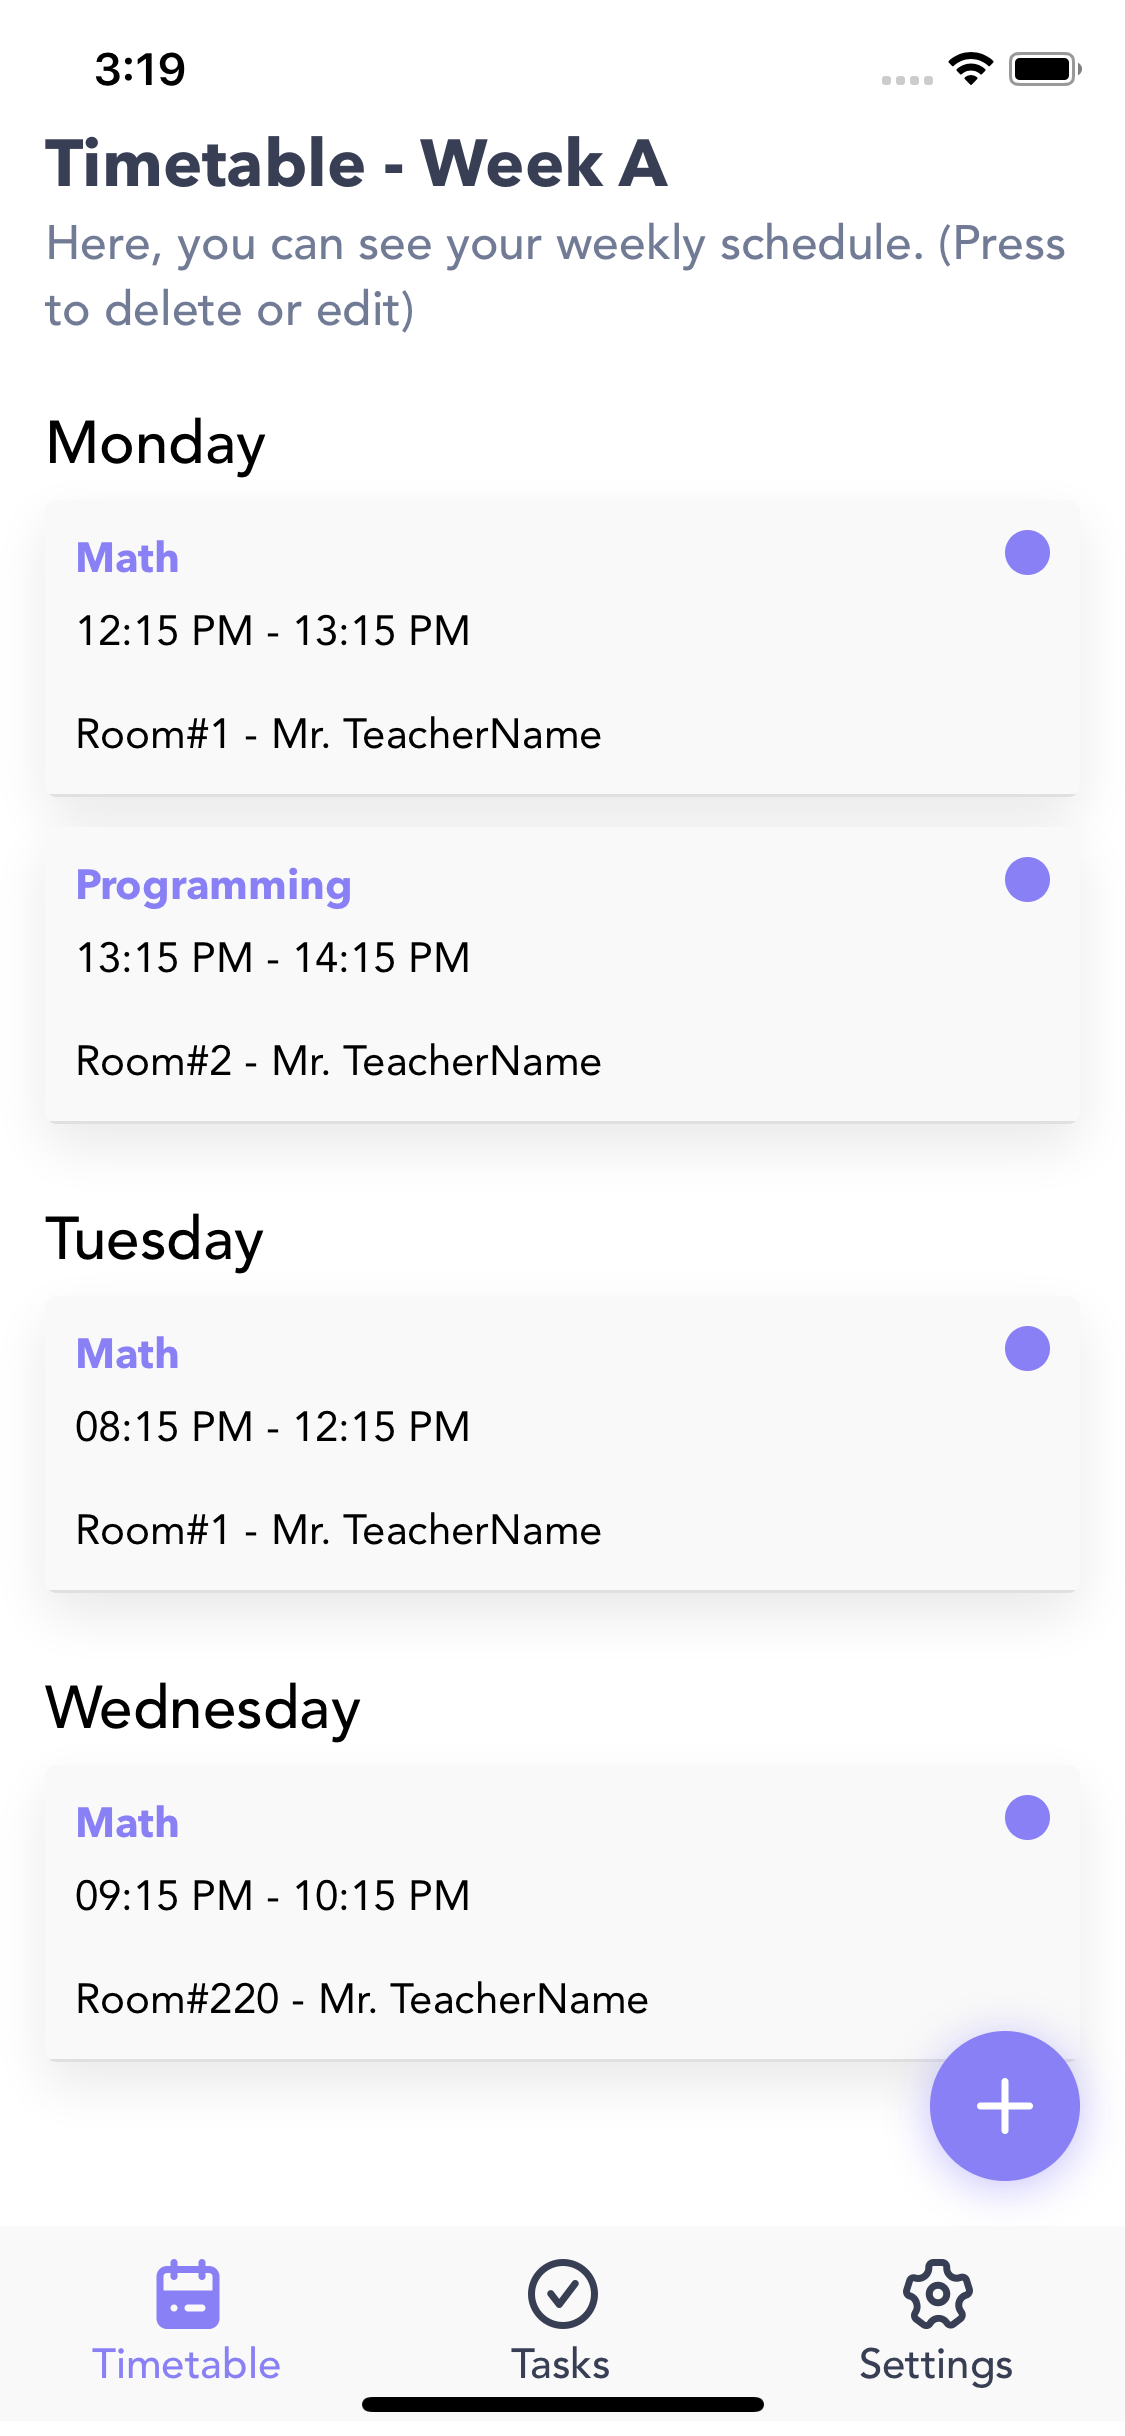 3:19
Timetable - Week A
Here, you can see your weekly schedule. (Press
to delete or edit)
Monday
Math
12:15 PM - 13:15 PM
Room#1 - Mr. TeacherName
Programming
13:15 PM - 14:15 PM
Room#2 - Mr. TeacherName
Tuesday
Math
08:15 PM - 12:15 PM
Room#1 - Mr. TeacherName
Wednesday
Math
09:15 PM - 10:15 PM
Room#220 - Mr. TeacherName
Timetable
Tasks
Settings